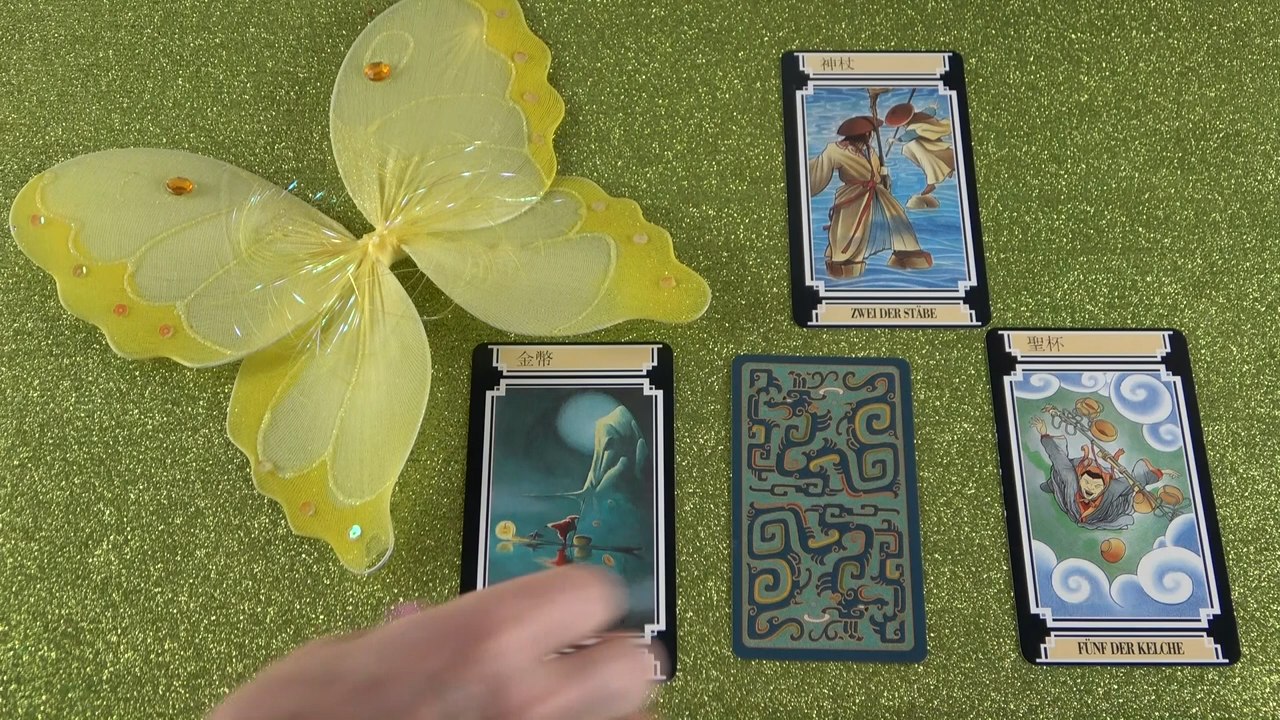 神杖
ZWEI DER STÄBE
金幣
聖杯
FÜNF DER KELCHE